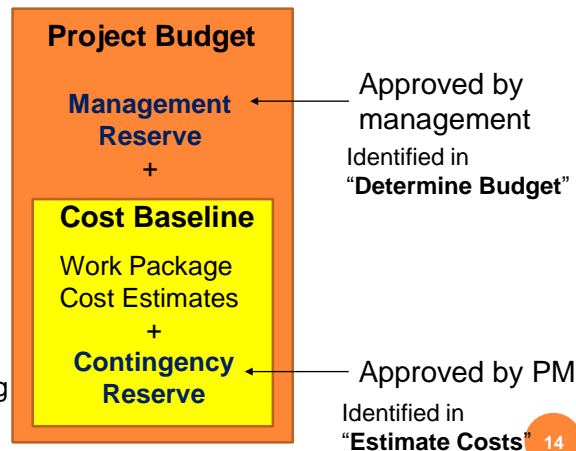 Project Budget
Management
Reserve
+
Cost Baseline
Work Package
Cost Estimates
+
Contingency
Reserve
g
Approved by
management
Identified in
“Determine Budget”
Approved by PM
Identified in
“Estimate Costs”
14